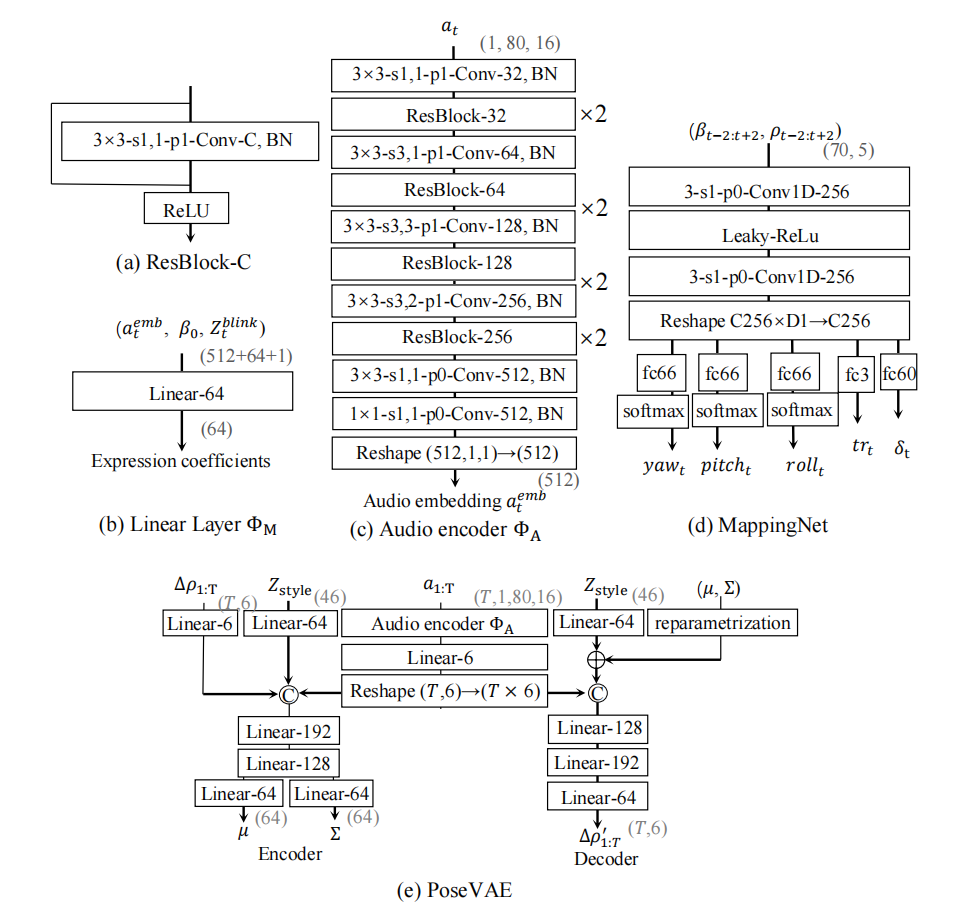 3×3-s1,1-p1-Conv-C, BN
ReLU
(a) ResBlock-C
(a_t^{emb}, β_0, Z_t^{blink})
(512+64+1)
Linear-64
(64)
Expression coefficients
(b) Linear Layer Φ_M
a_t
(1, 80, 16)
3×3-s1,1-p1-Conv-32, BN
ResBlock-32
×2
3×3-s3,1-p1-Conv-64, BN
ResBlock-64
×2
3×3-s3,3-p1-Conv-128, BN
ResBlock-128
×2
3×3-s3,2-p1-Conv-256, BN
ResBlock-256
×2
3×3-s1,1-p0-Conv-512, BN
1×1-s1,1-p0-Conv-512, BN
Reshape (512,1,1)→(512)
(512)
Audio embedding a_t^{emb}
(c) Audio encoder Φ_A
(β_{t-2:t+2}, ρ_{t-2:t+2})
(70, 5)
3-s1-p0-Conv1D-256
Leaky-ReLu
3-s1-p0-Conv1D-256
Reshape C256×D1→C256
fc66 fc66 fc66 fc3 fc60
softmax softmax softmax
yaw_t pitch_t roll_t tr_t δ_t
(d) MappingNet
Δρ_{1:T} Z_style a_{1:T} Z_style (μ, Σ)
(T,6) (46) (T,1,80,16) (46)
Linear-6 Linear-64 Audio encoder Φ_A Linear-64 reparametrization
Linear-6
C Reshape (T,6)→(T × 6) C
Linear-192 Linear-128
Linear-128 Linear-192
Linear-64 Linear-64 Linear-64
μ (64) Σ (64) Δρ′_{1:T} (T,6)
Encoder Decoder
(e) PoseVAE